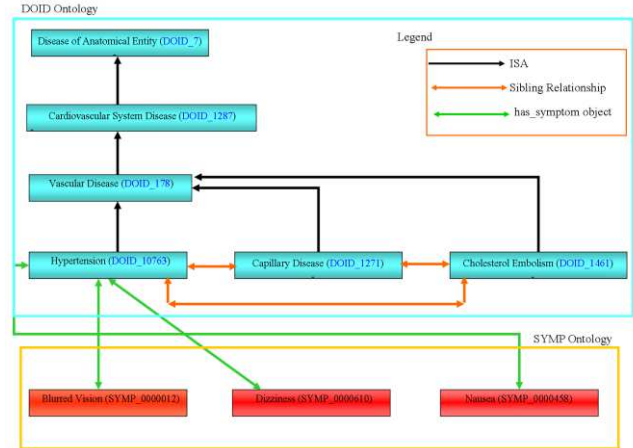 DOID Ontology
Disease of Anatomical Entity (DOID_7)
Legend
ISA
Sibling Relationship
has_symptom object
Cardiovascular System Disease (DOID_1287)
Vascular Disease (DOID_178)
Hypertension (DOID_10763)
Capillary Disease (DOID_1271)
Cholesterol Embolism (DOID_1461)
SYMP Ontology
Blurred Vision (SYMP_0000012)
Dizziness (SYMP_0000610)
Nausea (SYMP_0000458)